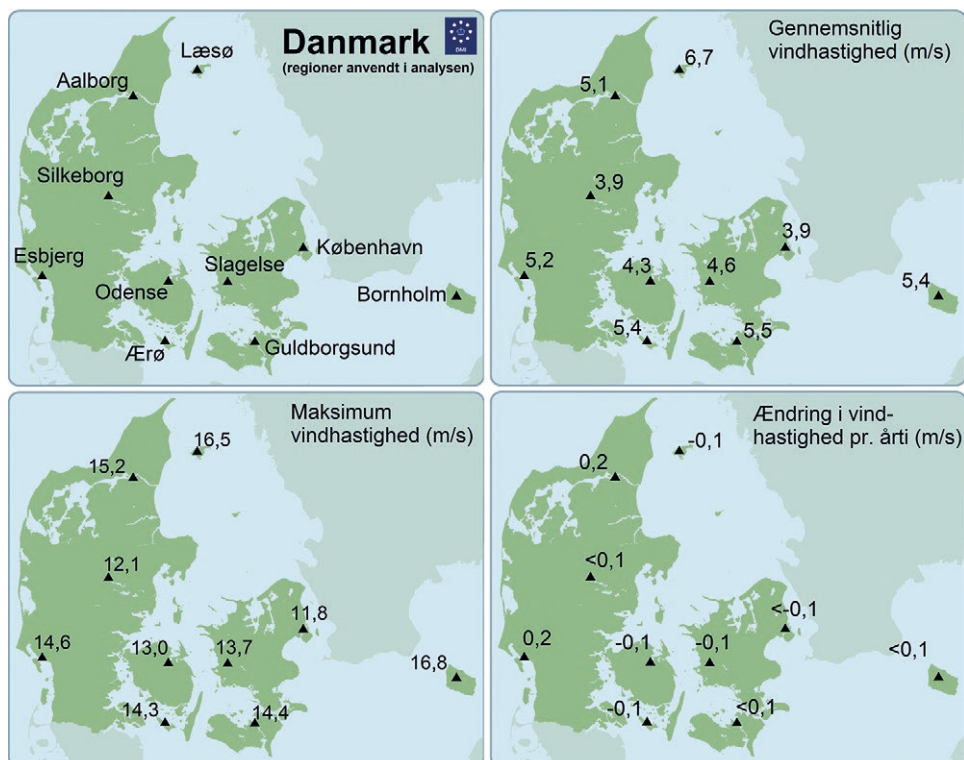 Danmark
DMI
(regioner anvendt i analysen)
Læsø
Aalborg
Silkeborg
København
Esbjerg
Slagelse
Odense
Bornholm
Ærø
Guldborgsund
Gennemsnitlig
vindhastighed (m/s)
6,7
5,1
3,9
3,9
5,2
4,3
4,6
5,4
5,4
5,5
Maksimum
vindhastighed (m/s)
16,5
15,2
12,1
11,8
14,6
13,0
13,7
16,8
14,3
14,4
Ændring i vind-
hastighed pr. årti (m/s)
-0,1
0,2
<0,1
<-0,1
0,2
-0,1
-0,1
<0,1
-0,1
<0,1